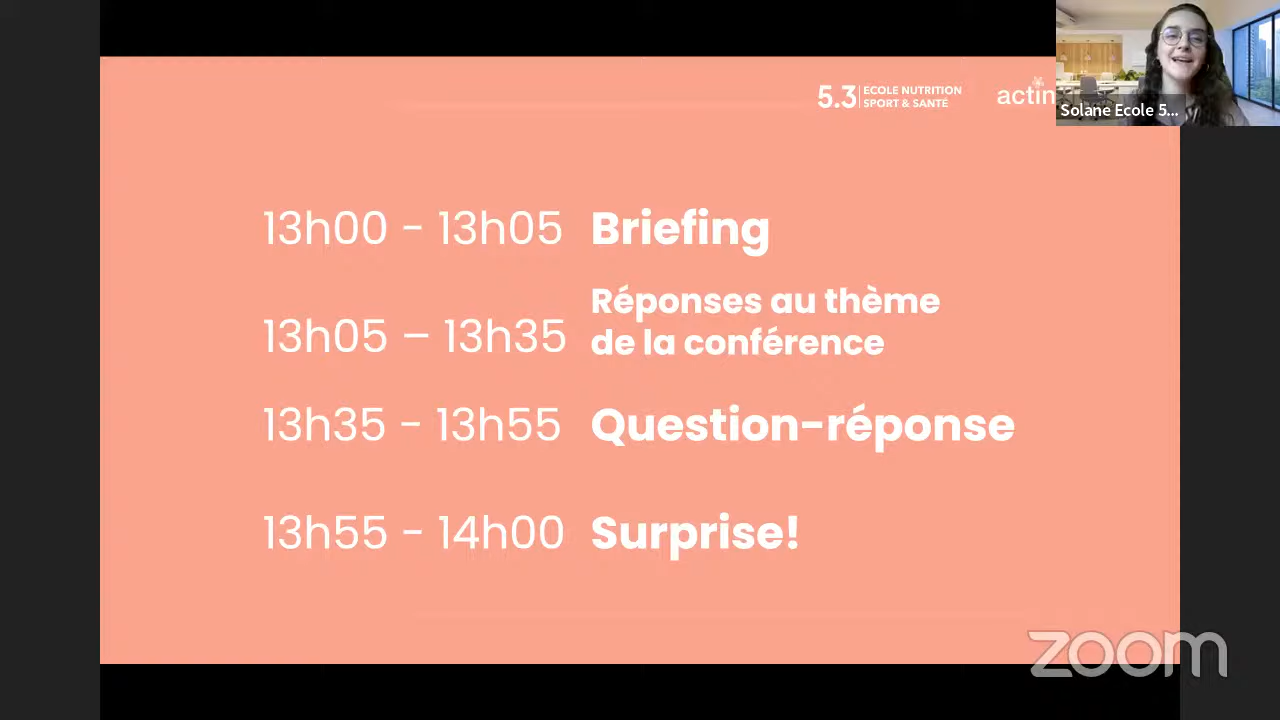 5.3 ECOLE NUTRITION
SPORT & SANTÉ
actin
Solane Ecole 5...
13h00 - 13h05 Briefing
Réponses au thème
13h05 – 13h35 de la conférence
13h35 - 13h55 Question-réponse
13h55 - 14h00 Surprise!
zoom